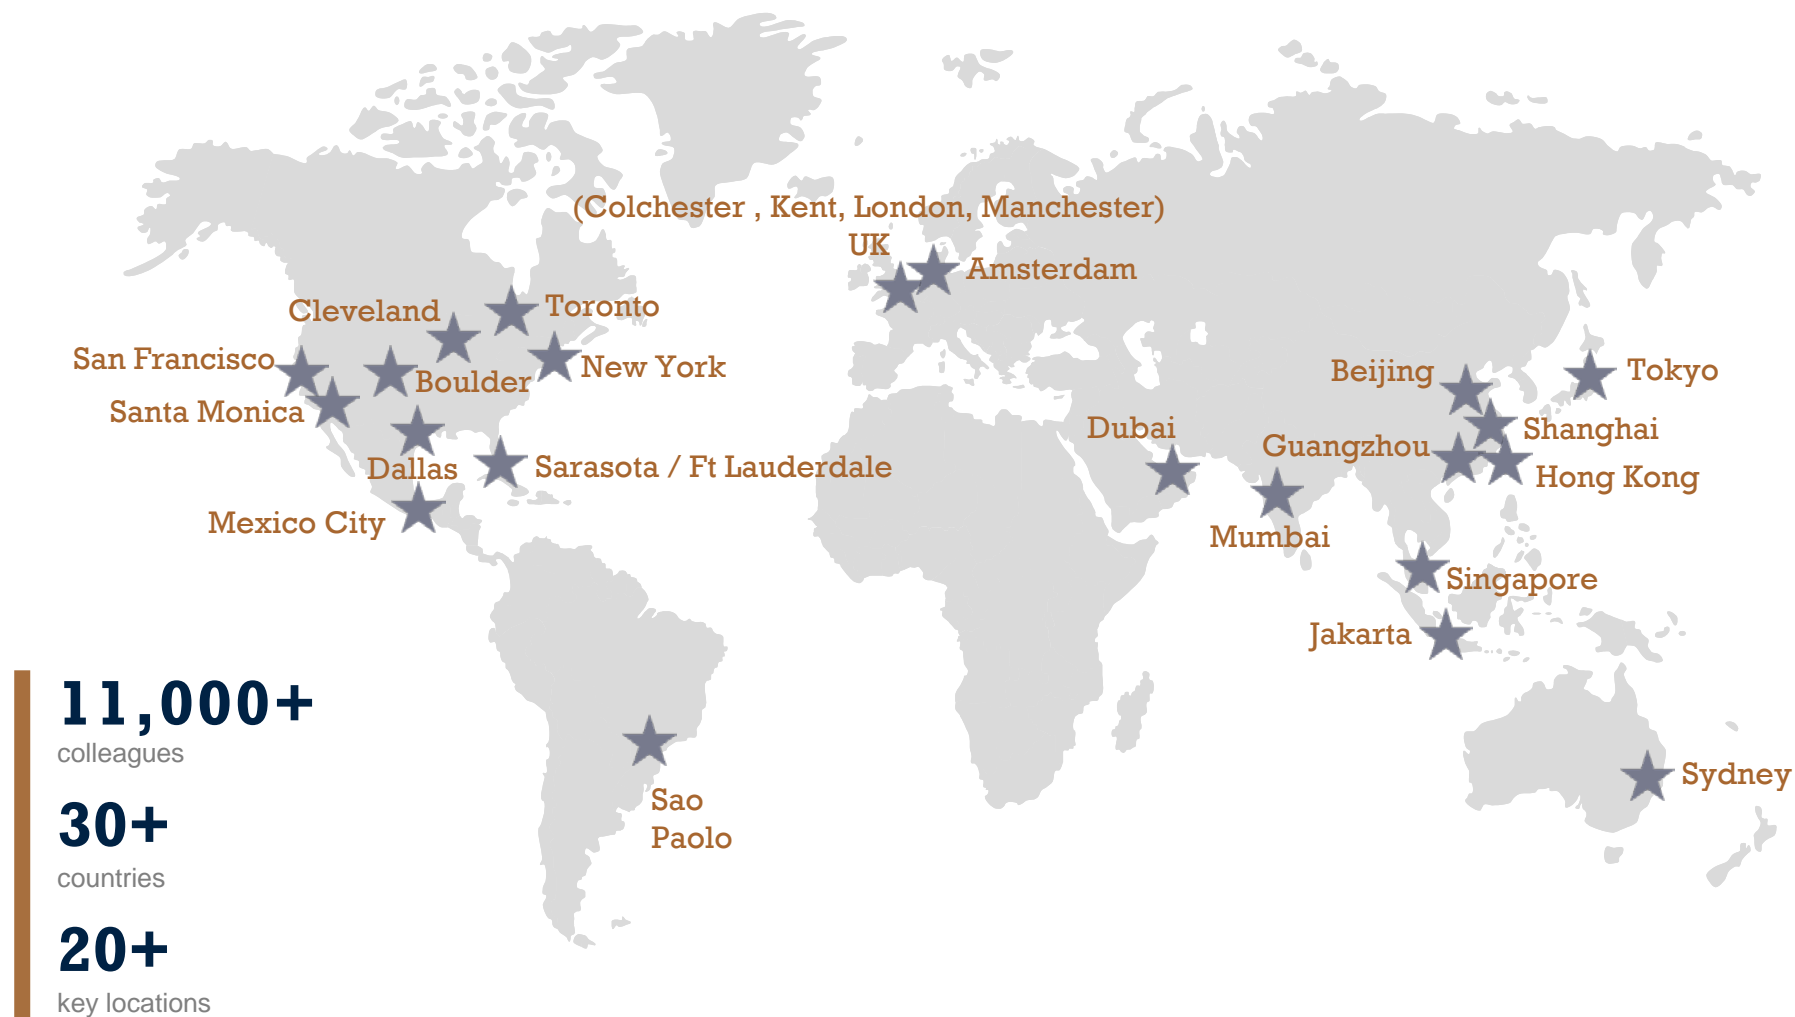 (Colchester , Kent, London, Manchester)
UK
Amsterdam
Cleveland
Toronto
San Francisco
Boulder
New York
Santa Monica
Dallas
Sarasota / Ft Lauderdale
Mexico City
Beijing
Tokyo
Dubai
Guangzhou
Shanghai
Hong Kong
Mumbai
Singapore
Jakarta
Sao
Paolo
Sydney
11,000+
colleagues
30+
countries
20+
key locations